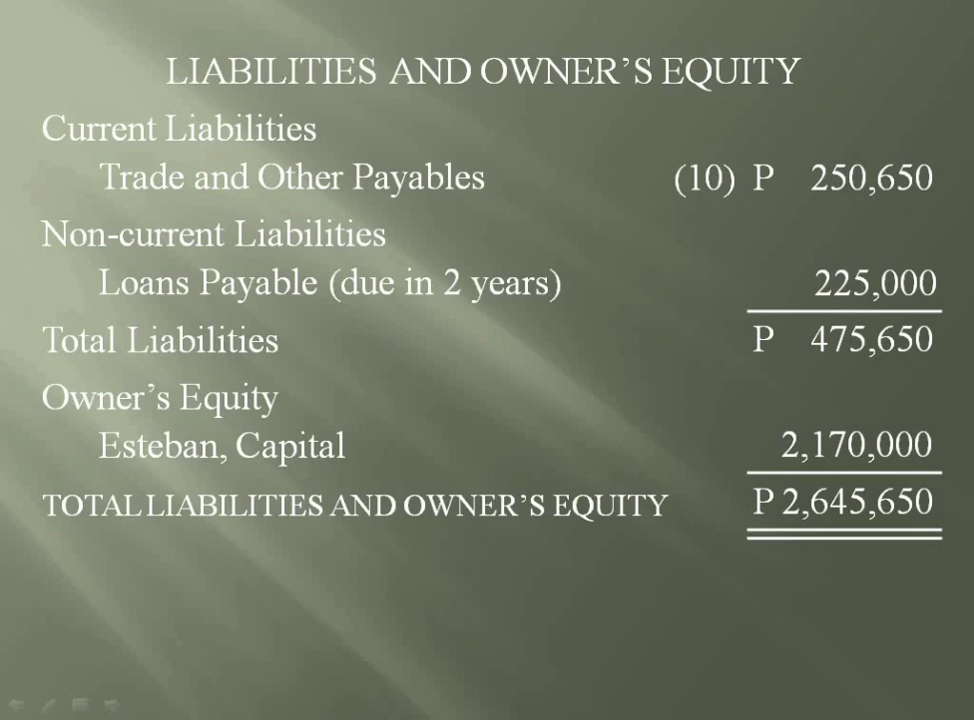 LIABILITIES AND OWNER’S EQUITY
Current Liabilities
Trade and Other Payables (10) P 250,650
Non-current Liabilities
Loans Payable (due in 2 years) 225,000
Total Liabilities P 475,650
Owner’s Equity
Esteban, Capital 2,170,000
TOTAL LIABILITIES AND OWNER’S EQUITY P 2,645,650